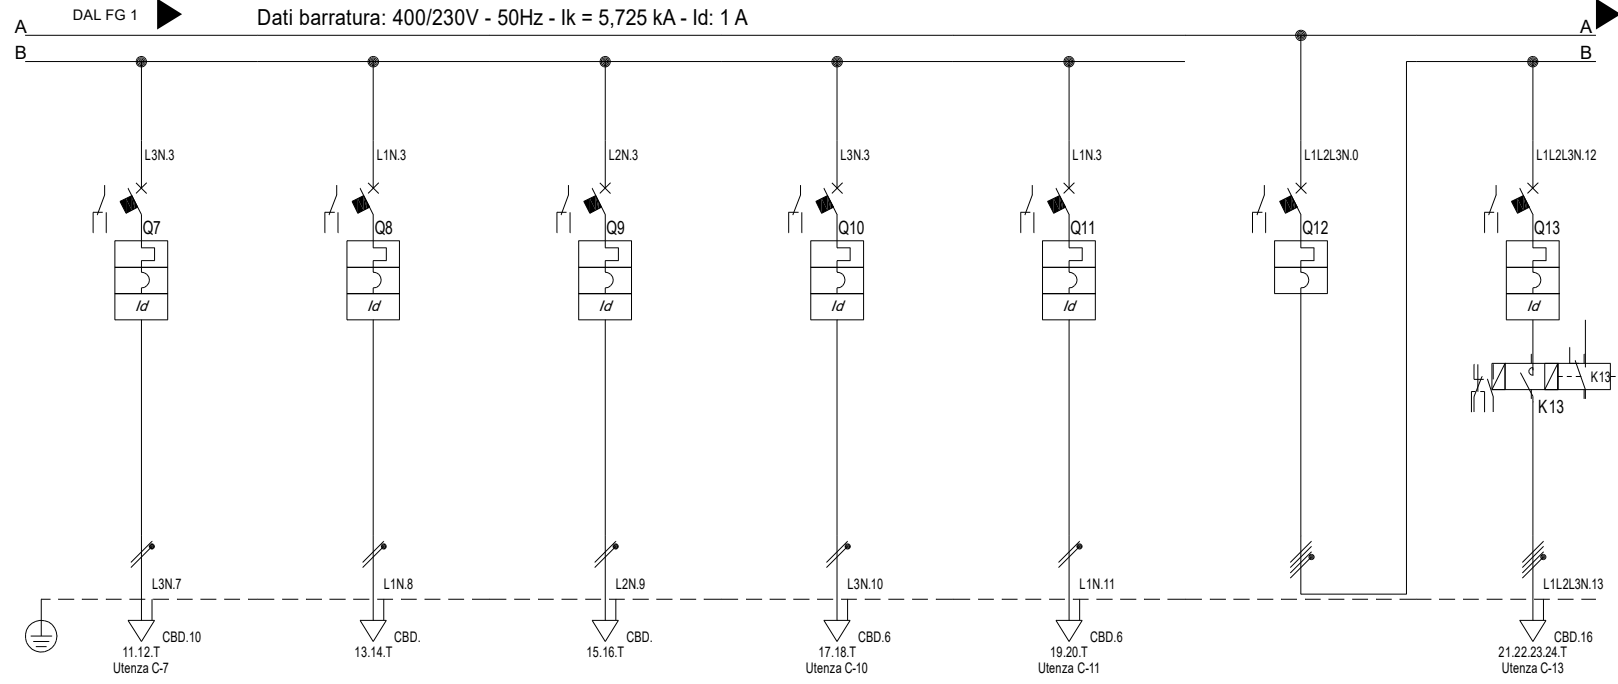 DAL FG 1
Dati barratura: 400/230V - 50Hz - Ik = 5,725 kA - Id: 1 A
A A
B B
L3N.3 L1N.3 L2N.3 L3N.3 L1N.3 L1L2L3N.0 L1L2L3N.12
Q7 Q8 Q9 Q10 Q11 Q12 Q13
Id Id Id Id Id Id
K13
K13
L3N.7 L1N.8 L2N.9 L3N.10 L1N.11 L1L2L3N.13
CBD.10 CBD. CBD. CBD.6 CBD.6 CBD.16
11.12.T 13.14.T 15.16.T 17.18.T 19.20.T 21.22.23.24.T
Utenza C-7 Utenza C-10 Utenza C-11 Utenza C-13